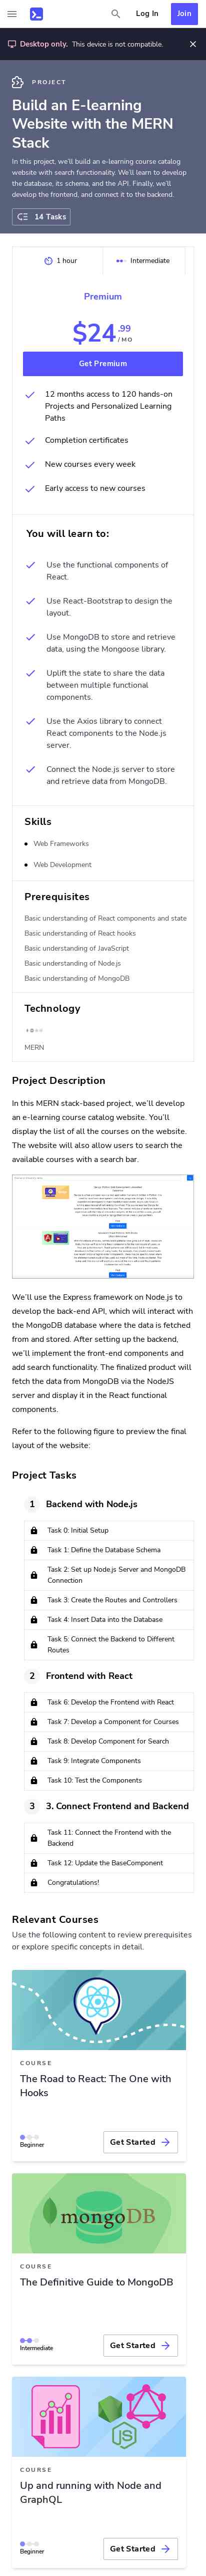 Log In
Join
Desktop only. This device is not compatible.
PROJECT
Build an E-learning
Website with the MERN
Stack
In this project, we'll build an e-learning course catalog
website with search functionality. We'll learn to develop
the database, its schema, and the API. Finally, we'll
develop the frontend, and connect it to the backend.
14 Tasks
1 hour
Intermediate
Premium
$24.99
/ MO
Get Premium
12 months access to 120 hands-on
Projects and Personalized Learning
Paths
Completion certificates
New courses every week
Early access to new courses
You will learn to:
Use the functional components of
React.
Use React-Bootstrap to design the
layout.
Use MongoDB to store and retrieve
data, using the Mongoose library.
Uplift the state to share the data
between multiple functional
components.
Use the Axios library to connect
React components to the Node.js
server.
Connect the Node.js server to store
and retrieve data from MongoDB.
Skills
Web Frameworks
Web Development
Prerequisites
Basic understanding of React components and state
Basic understanding of React hooks
Basic understanding of JavaScript
Basic understanding of Node.js
Basic understanding of MongoDB
Technology
MERN
Project Description
In this MERN stack-based project, we'll develop
an e-learning course catalog website. You'll
display the list of all the courses on the website.
The website will also allow users to search the
available courses with a search bar.
We'll use the Express framework on Node.js to
develop the back-end API, which will interact with
the MongoDB database where the data is fetched
from and stored. After setting up the backend,
we'll implement the front-end components and
add search functionality. The finalized product will
fetch the data from MongoDB via the NodeJS
server and display it in the React functional
components.
Refer to the following figure to preview the final
layout of the website:
Project Tasks
1 Backend with Node.js
Task 0: Initial Setup
Task 1: Define the Database Schema
Task 2: Set up Node.js Server and MongoDB
Connection
Task 3: Create the Routes and Controllers
Task 4: Insert Data into the Database
Task 5: Connect the Backend to Different
Routes
2 Frontend with React
Task 6: Develop the Frontend with React
Task 7: Develop a Component for Courses
Task 8: Develop Component for Search
Task 9: Integrate Components
Task 10: Test the Components
3 3. Connect Frontend and Backend
Task 11: Connect the Frontend with the
Backend
Task 12: Update the BaseComponent
Congratulations!
Relevant Courses
Use the following content to review prerequisites
or explore specific concepts in detail.
COURSE
The Road to React: The One with
Hooks
Beginner
Get Started
mongoDB
COURSE
The Definitive Guide to MongoDB
Intermediate
Get Started
COURSE
Up and running with Node and
GraphQL
Beginner
Get Started